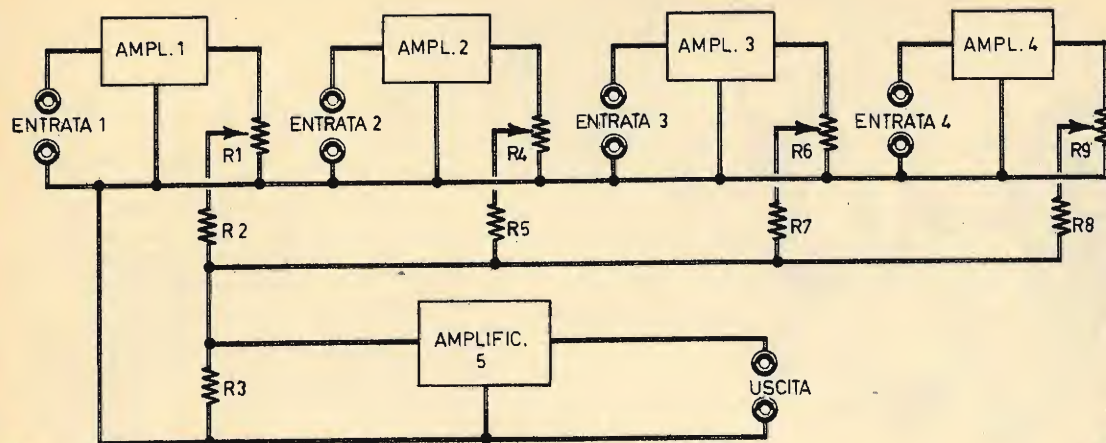 AMPL. 1
AMPL. 2
AMPL. 3
AMPL. 4
ENTRATA 1
ENTRATA 2
ENTRATA 3
ENTRATA 4
R1
R4
R6
R9
R2
R5
R7
R8
AMPLIFIC.
5
R3
USCITA